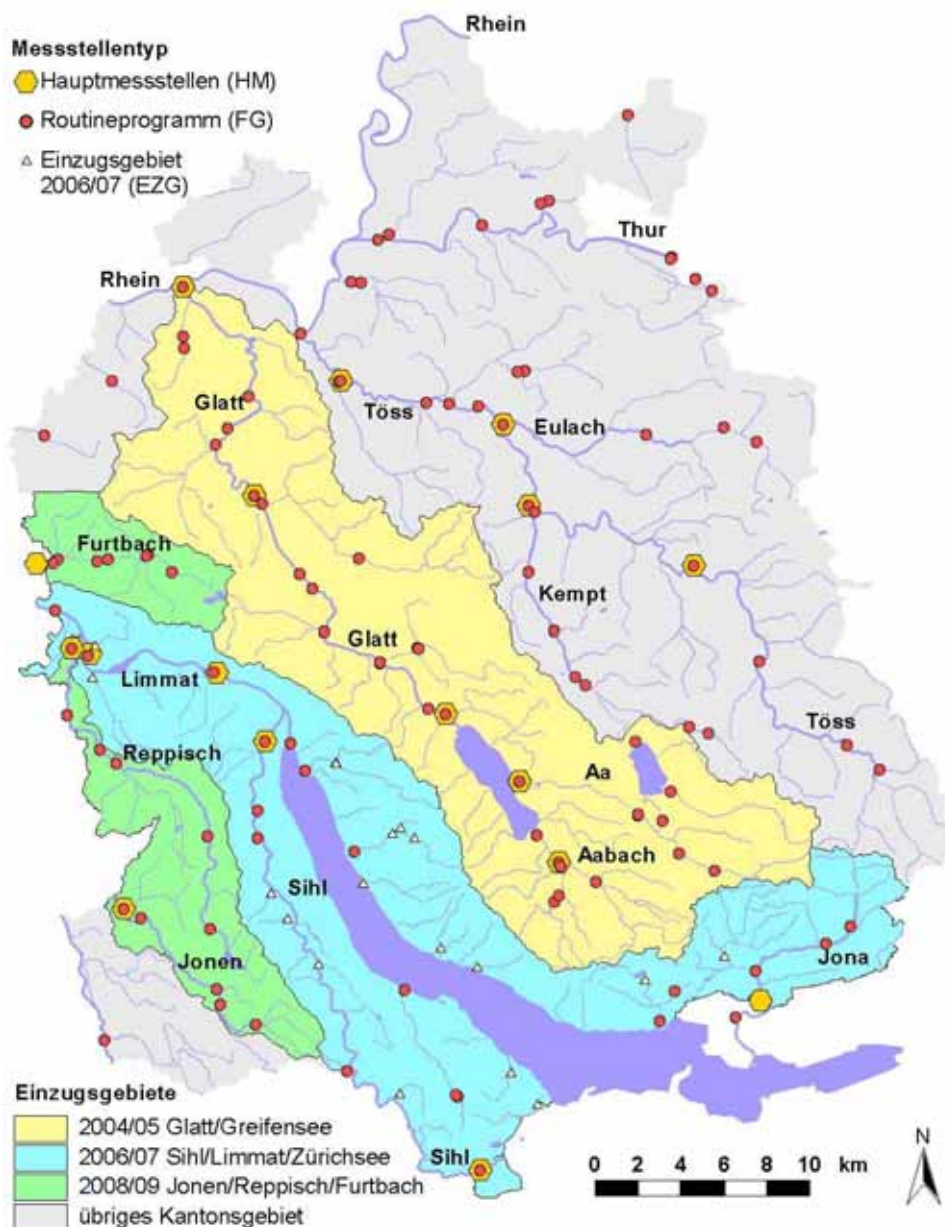 Rhein
Messstellentyp
Hauptmessstellen (HM)
Routineprogramm (FG)
Einzugsgebiet
2006/07 (EZG)
Thur
Rhein
Glatt
Töss
Eulach
Furtbach
Kempt
Glatt
Limmat
Töss
Reppisch
Aa
Aabach
Sihl
Jonen
Jona
Einzugsgebiete
2004/05 Glatt/Greifensee
2006/07 Sihl/Limmat/Zürichsee
2008/09 Jonen/Reppisch/Furtbach
übriges Kantonsgebiet
Sihl
0 2 4 6 8 10 km
N